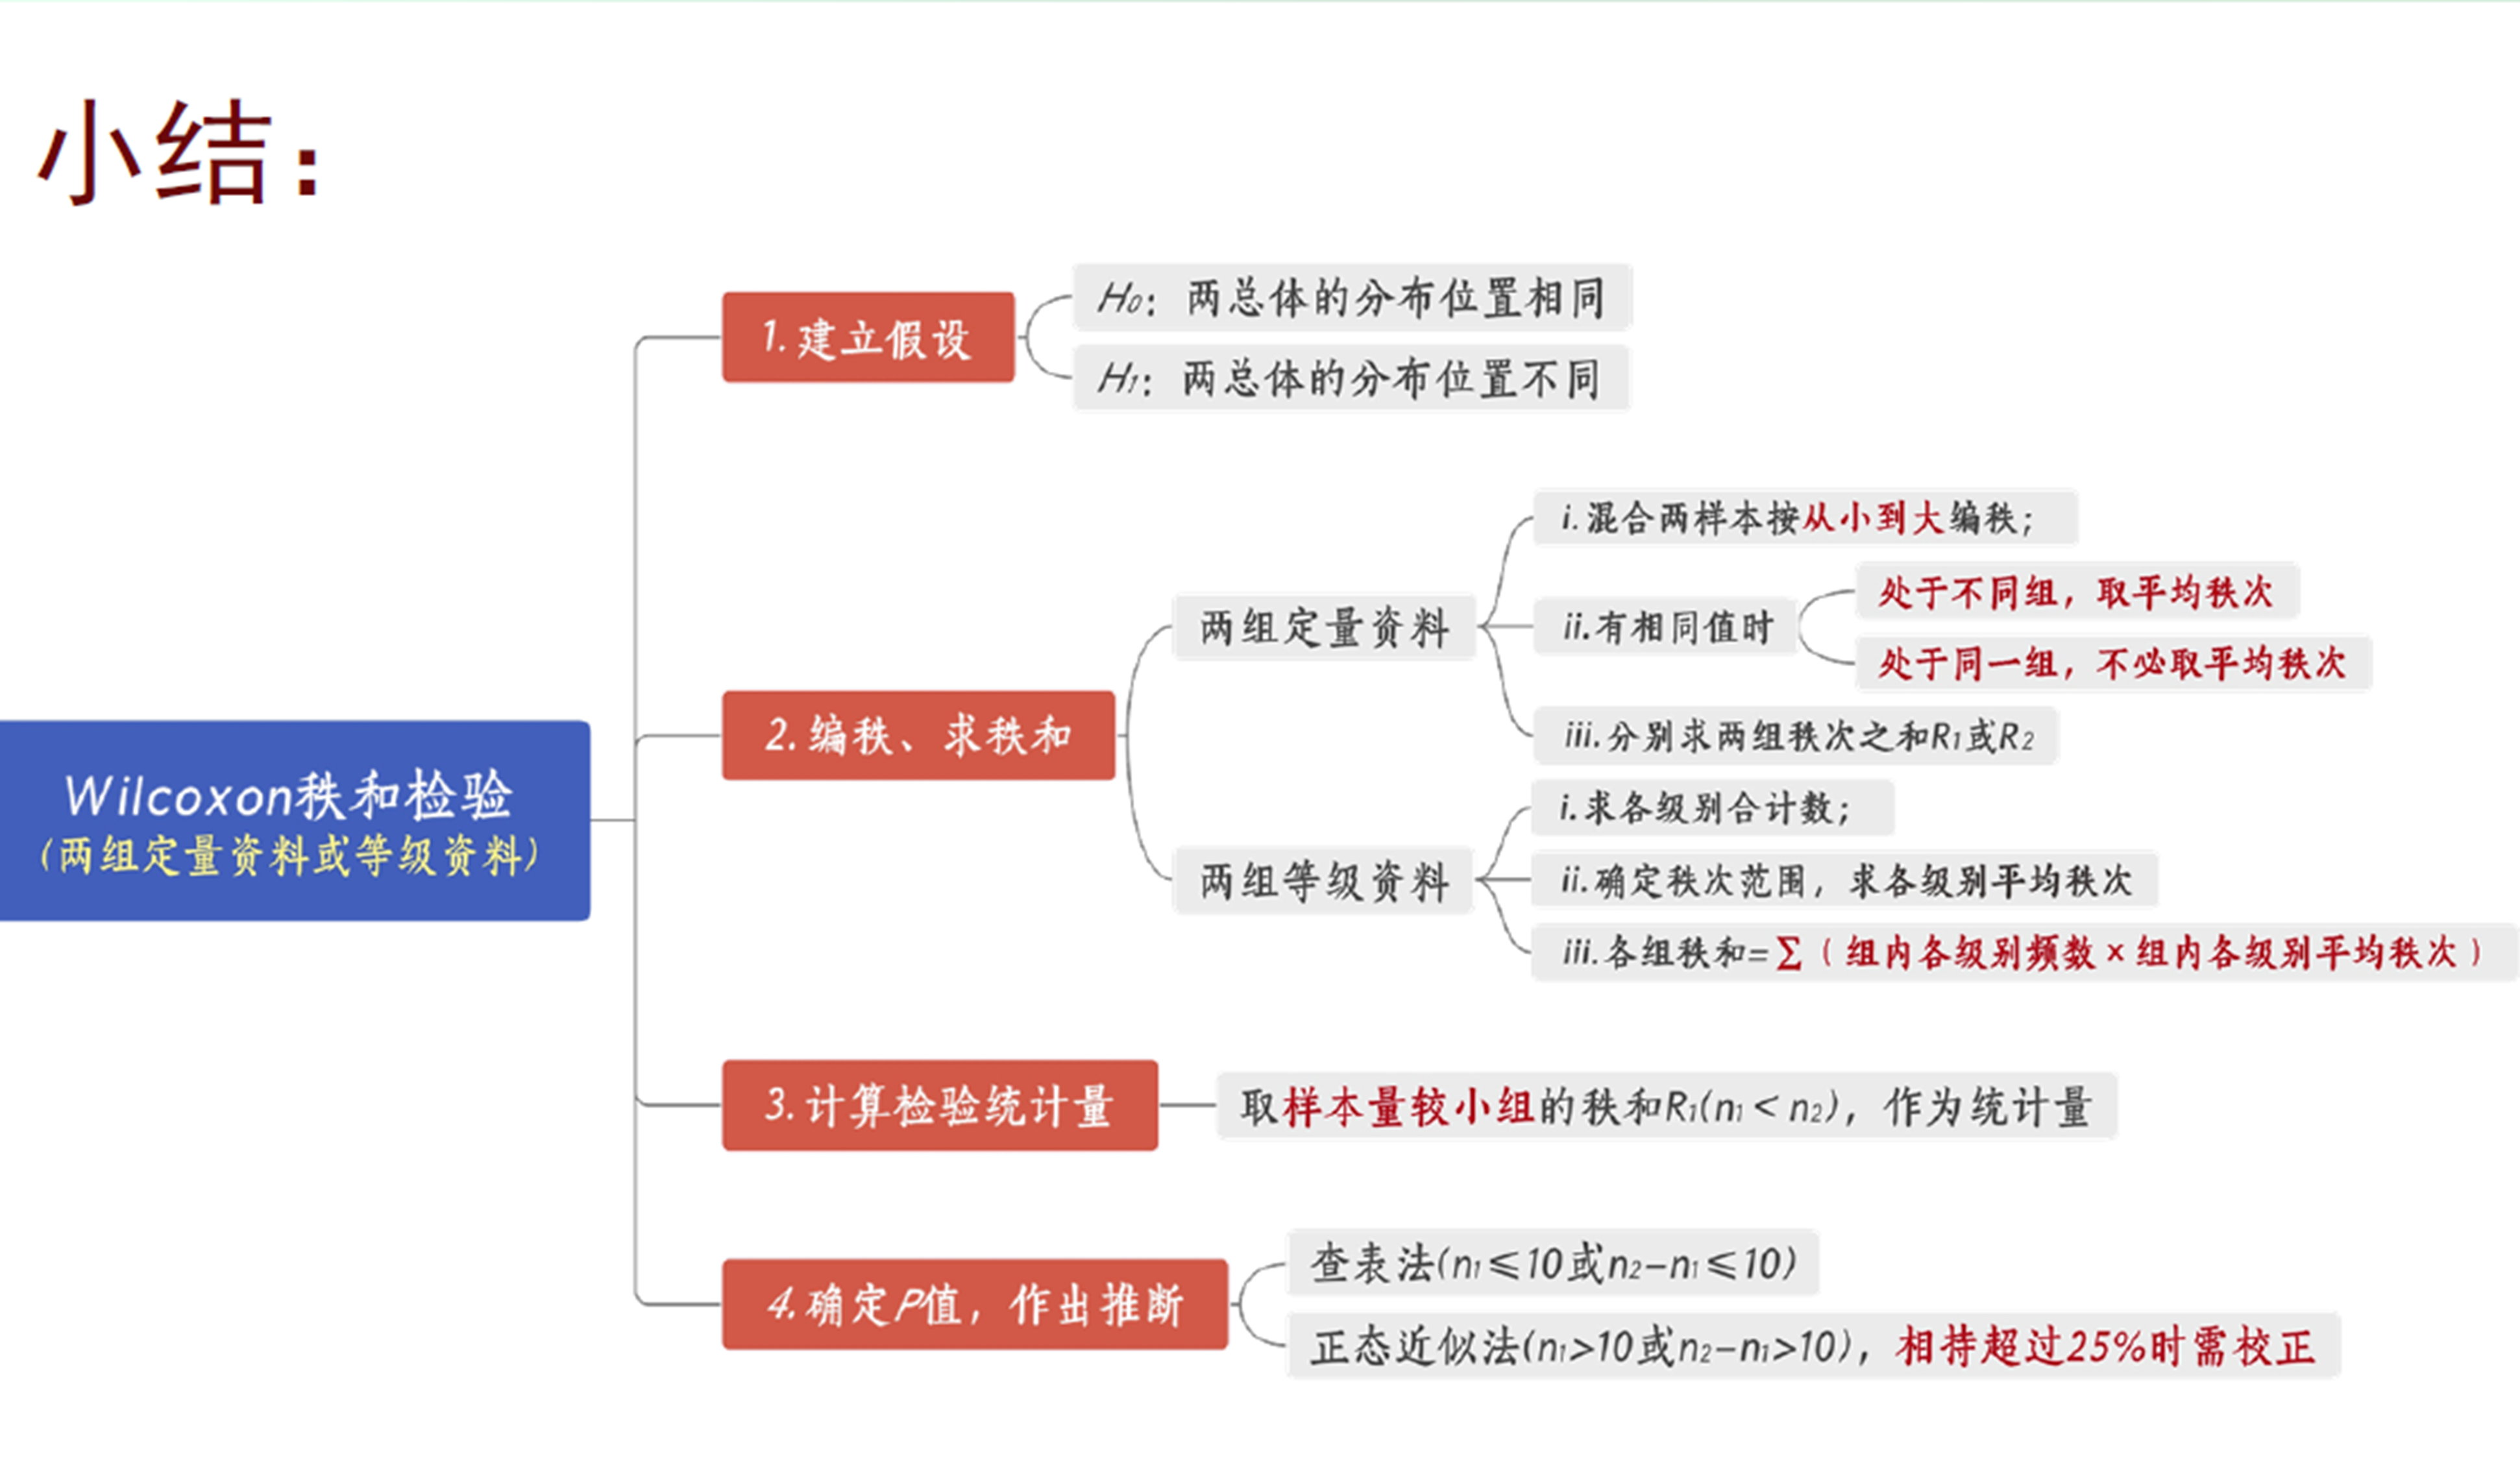 小结：
Wilcoxon秩和检验
(两组定量资料或等级资料)
1.建立假设
H₀：两总体的分布位置相同
H₁：两总体的分布位置不同
2.编秩、求秩和
两组定量资料
i.混合两样本按从小到大编秩；
ii.有相同值时
处于不同组，取平均秩次
处于同一组，不必取平均秩次
iii.分别求两组秩次之和R₁或R₂
两组等级资料
i.求各级别合计数；
ii.确定秩次范围，求各级别平均秩次
iii.各组秩和=∑（组内各级别频数×组内各级别平均秩次）
3.计算检验统计量
取样本量较小组的秩和R₁(n₁＜n₂)，作为统计量
4.确定P值，作出推断
查表法(n₁≤10或n₂-n₁≤10)
正态近似法(n₁>10或n₂-n₁>10)，相持超过25%时需校正